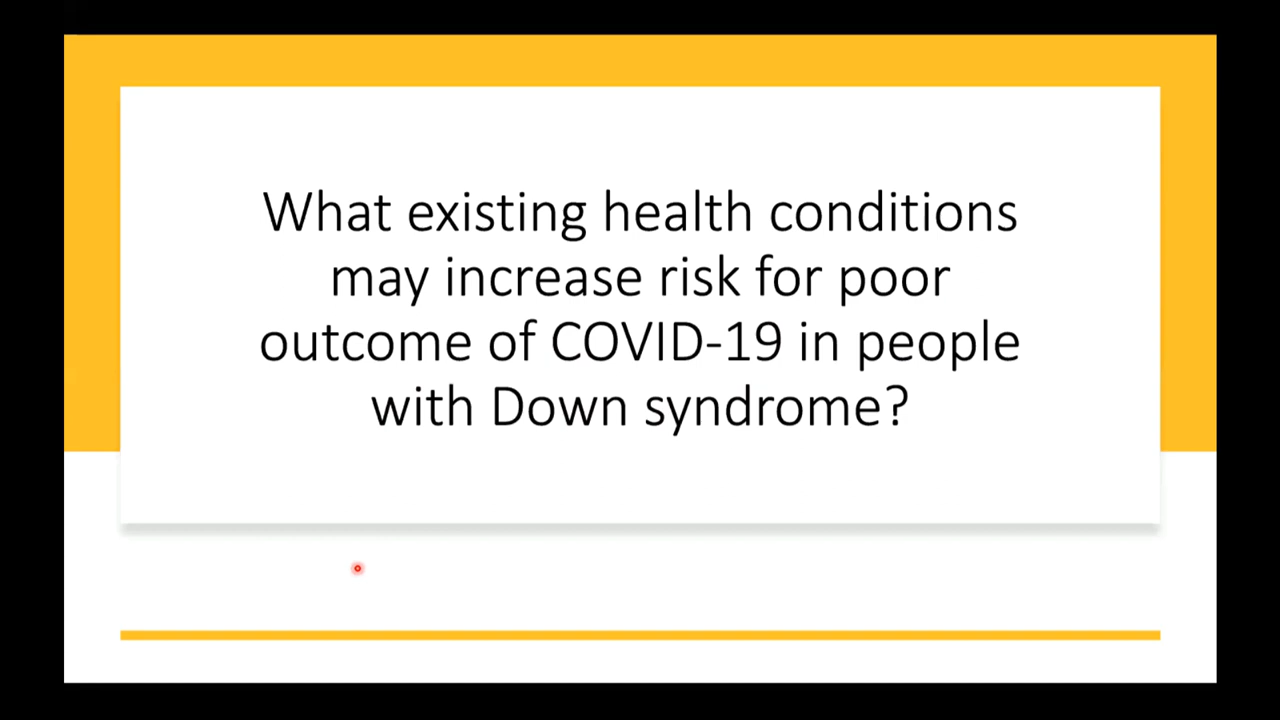 What existing health conditions
may increase risk for poor
outcome of COVID-19 in people
with Down syndrome?